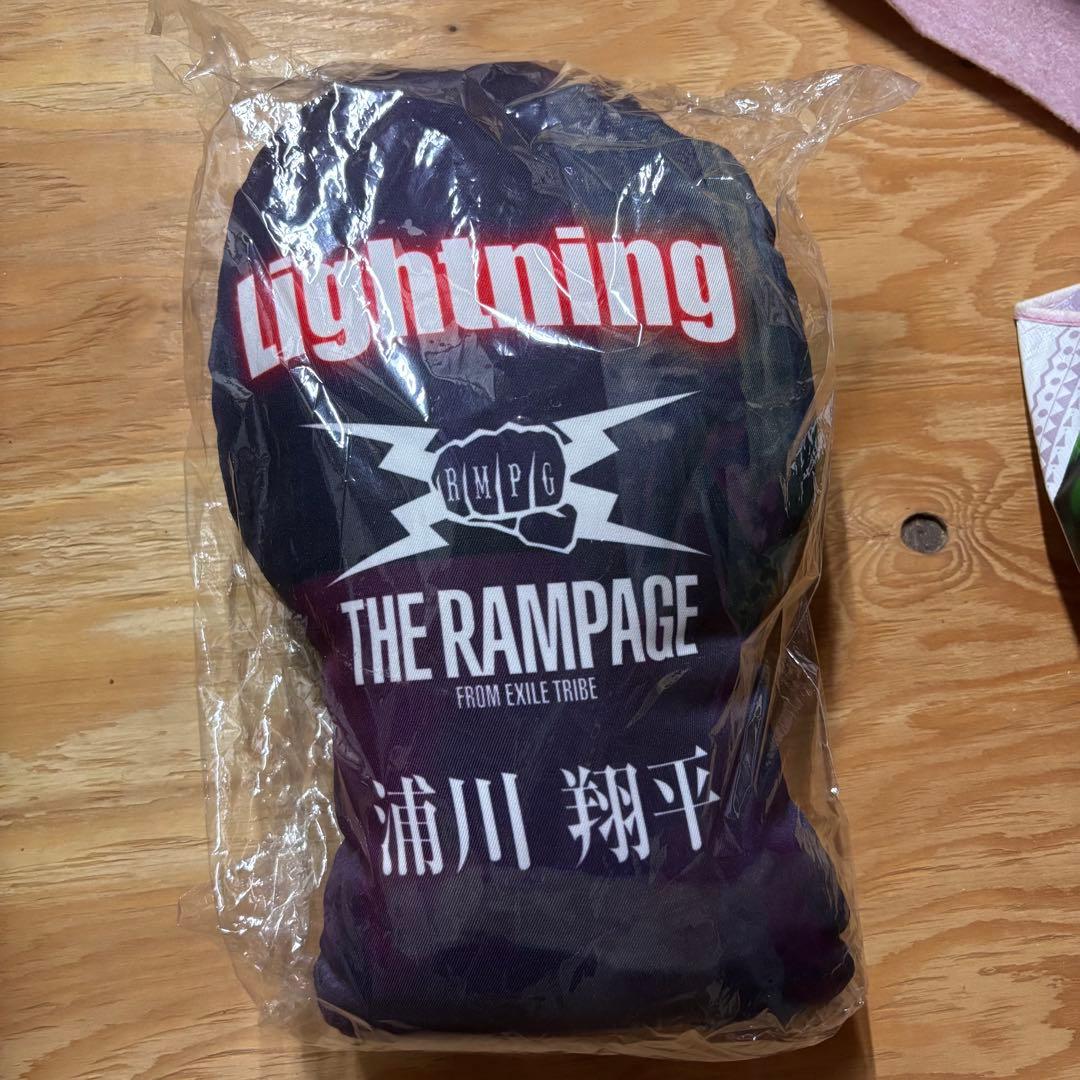 Lightning
RMPG
THE RAMPAGE
FROM EXILE TRIBE
浦川 翔平